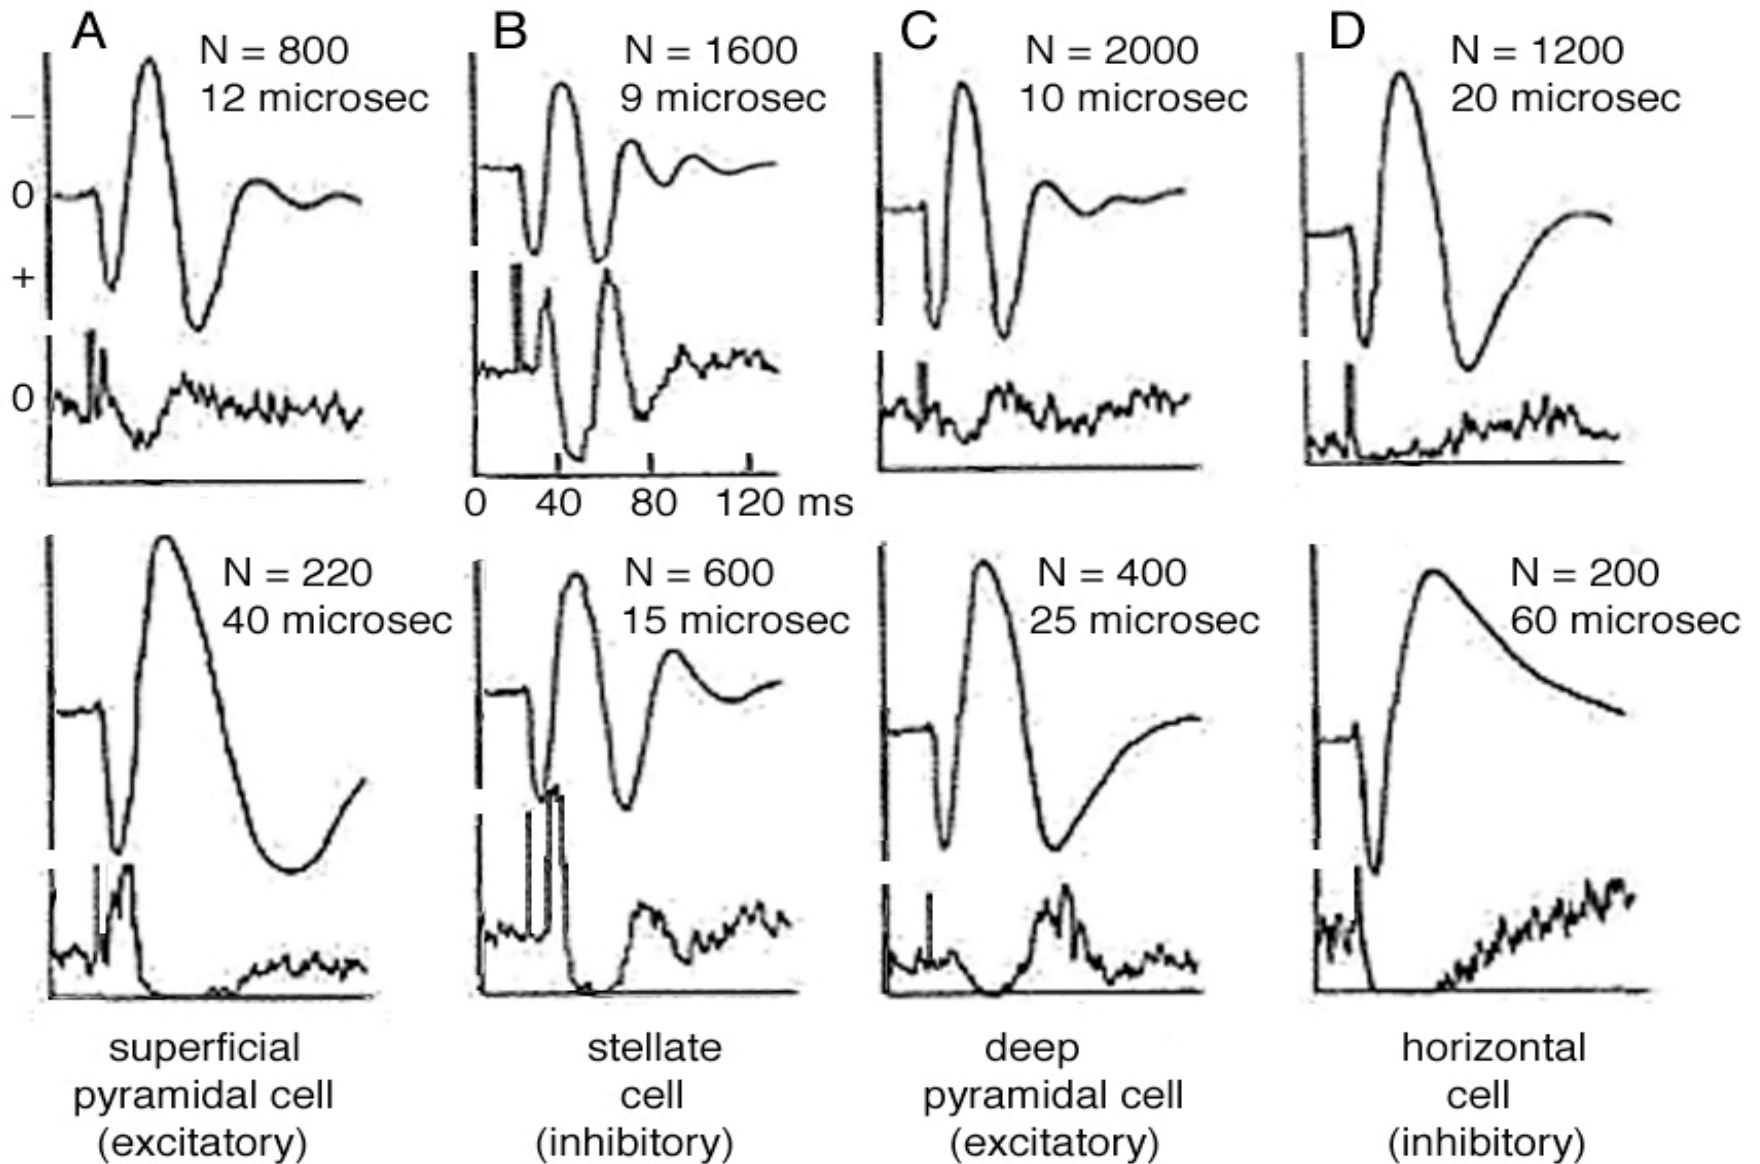 A
N = 800
12 microsec
B
N = 1600
9 microsec
C
N = 2000
10 microsec
D
N = 1200
20 microsec
–
0
+
0
0 40 80 120 ms
N = 220
40 microsec
N = 600
15 microsec
N = 400
25 microsec
N = 200
60 microsec
superficial
pyramidal cell
(excitatory)
stellate
cell
(inhibitory)
deep
pyramidal cell
(excitatory)
horizontal
cell
(inhibitory)